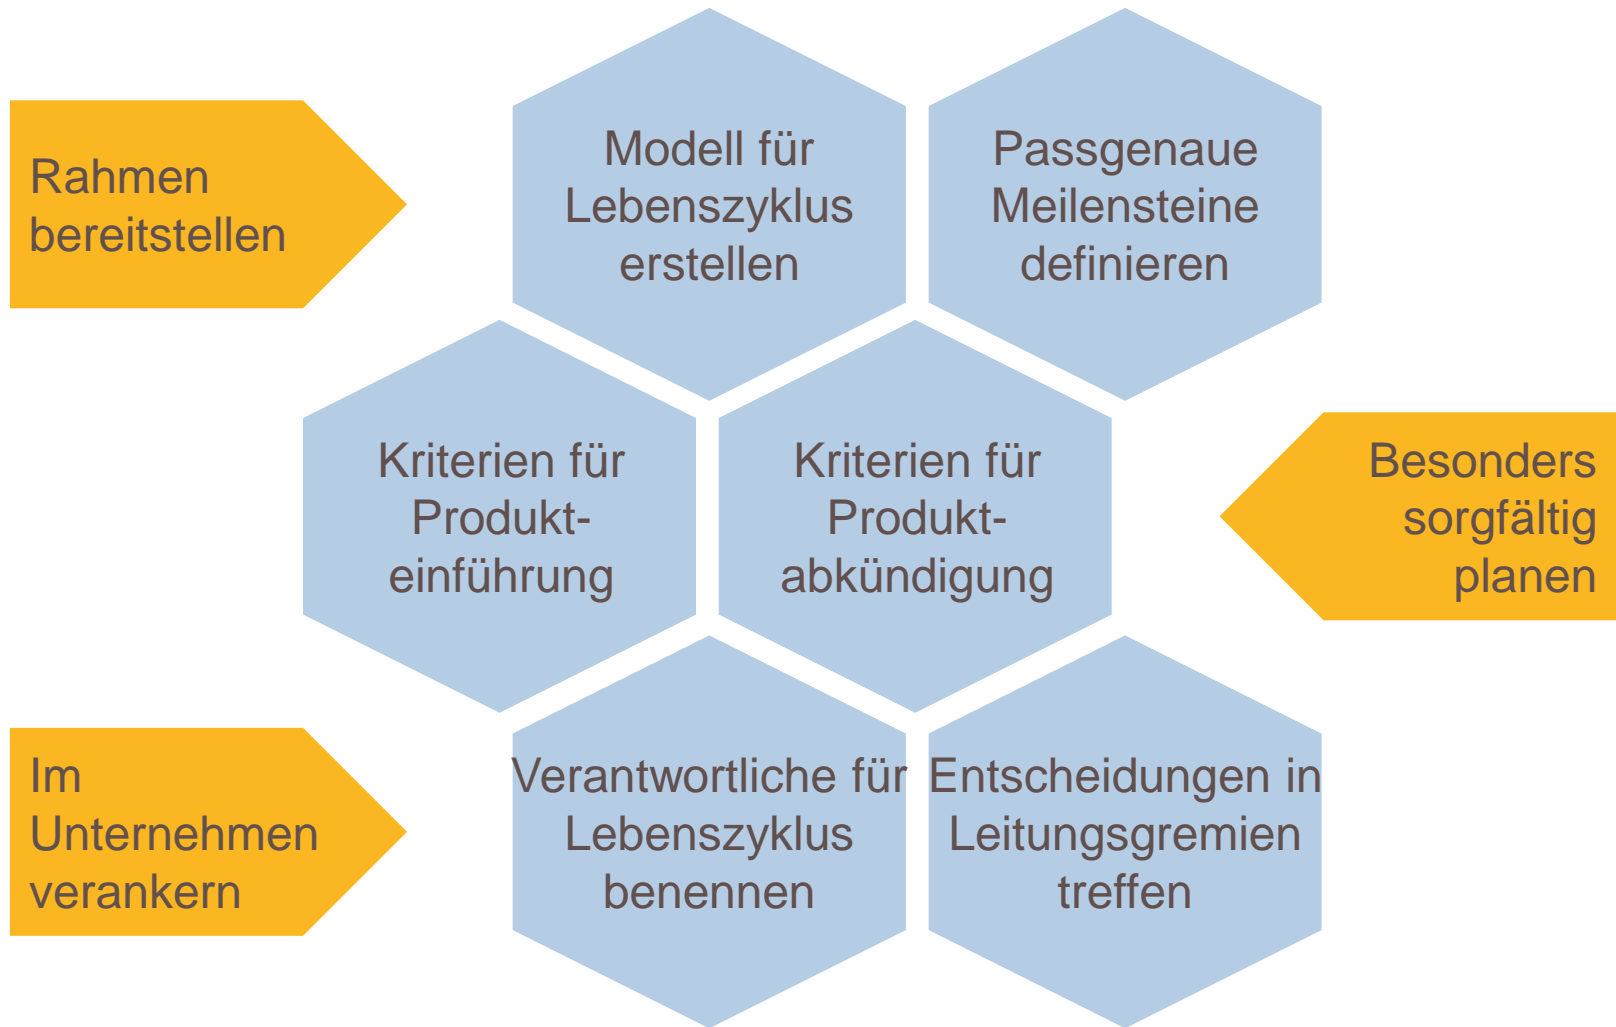 Rahmen
bereitstellen
Modell für
Lebenszyklus
erstellen
Passgenaue
Meilensteine
definieren
Kriterien für
Produkt-
einführung
Kriterien für
Produkt-
abkündigung
Besonders
sorgfältig
planen
Im
Unternehmen
verankern
Verantwortliche für
Lebenszyklus
benennen
Entscheidungen in
Leitungsgremien
treffen